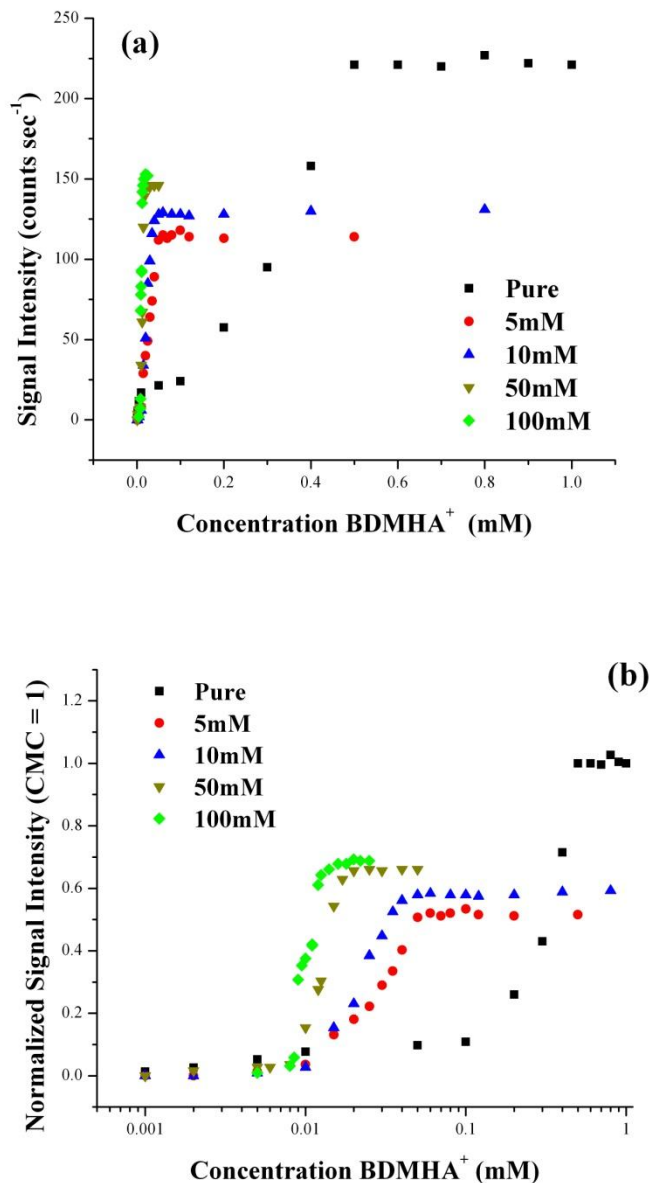 (a)
250
200
150
100
50
0
Signal Intensity (counts sec⁻¹)
Pure
5mM
10mM
50mM
100mM
0.0 0.2 0.4 0.6 0.8 1.0
Concentration BDMHA⁺ (mM)
(b)
Pure
5mM
10mM
50mM
100mM
1.2
1.0
0.8
0.6
0.4
0.2
0.0
Normalized Signal Intensity (CMC = 1)
0.001 0.01 0.1 1
Concentration BDMHA⁺ (mM)